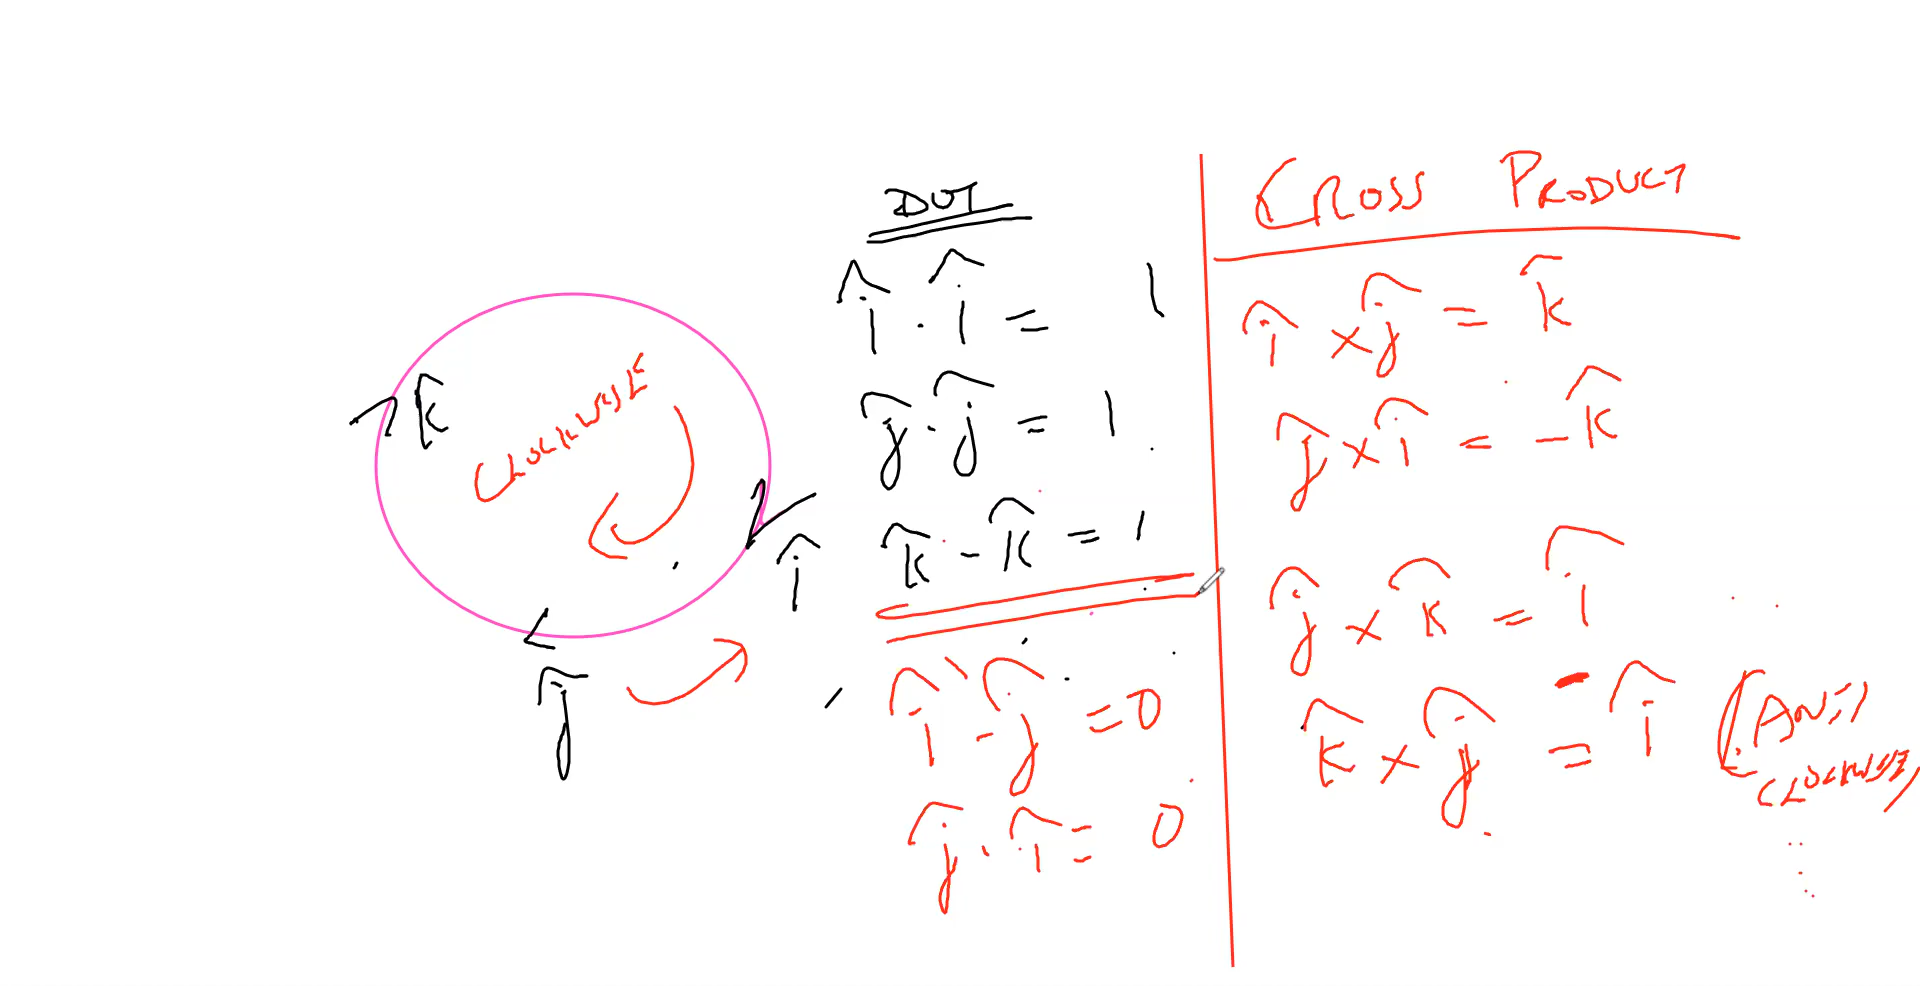 k̂
CLOCKWISE
î
ĵ
DOT
î · î = 1
ĵ · ĵ = 1
k̂ - k̂ = 1
î - ĵ = 0
ĵ · î = 0
CROSS PRODUCT
î × ĵ = k̂
ĵ × î = -k̂
ĵ × k̂ = î
k̂ × ĵ = -î (ANTI
CLOCKWISE)